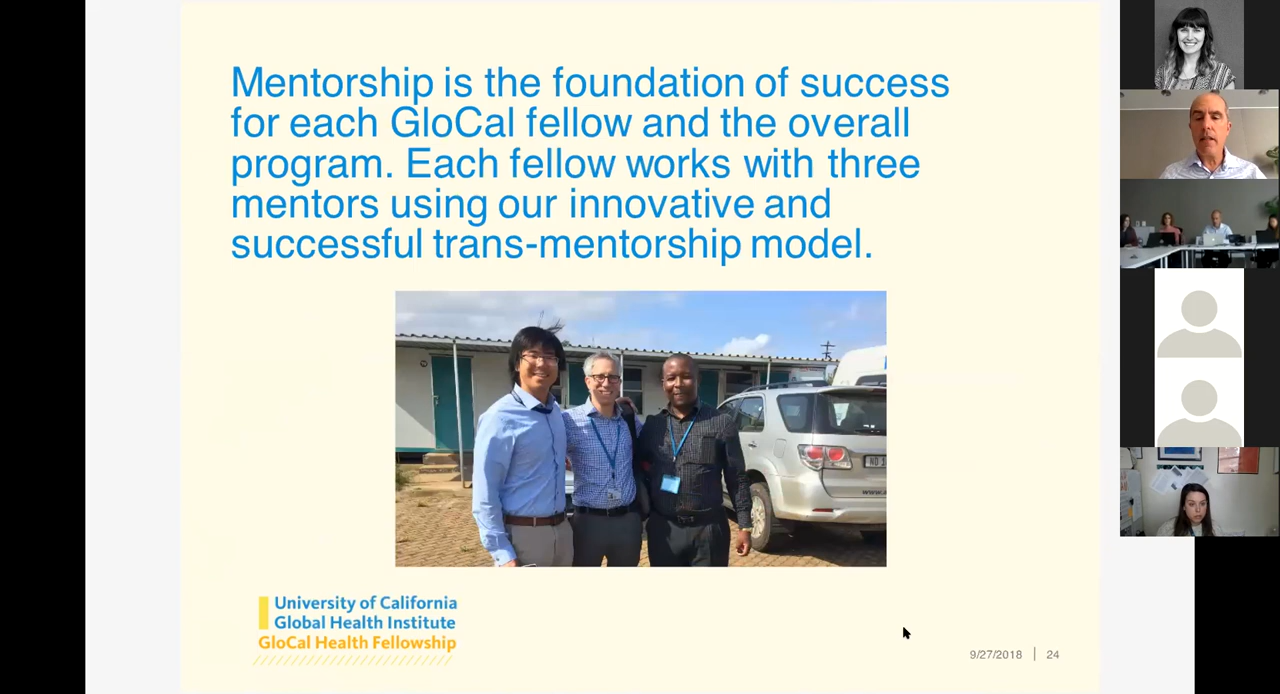 Mentorship is the foundation of success
for each GloCal fellow and the overall
program. Each fellow works with three
mentors using our innovative and
successful trans-mentorship model.
ND 1
University of California
Global Health Institute
GloCal Health Fellowship
9/27/2018 | 24